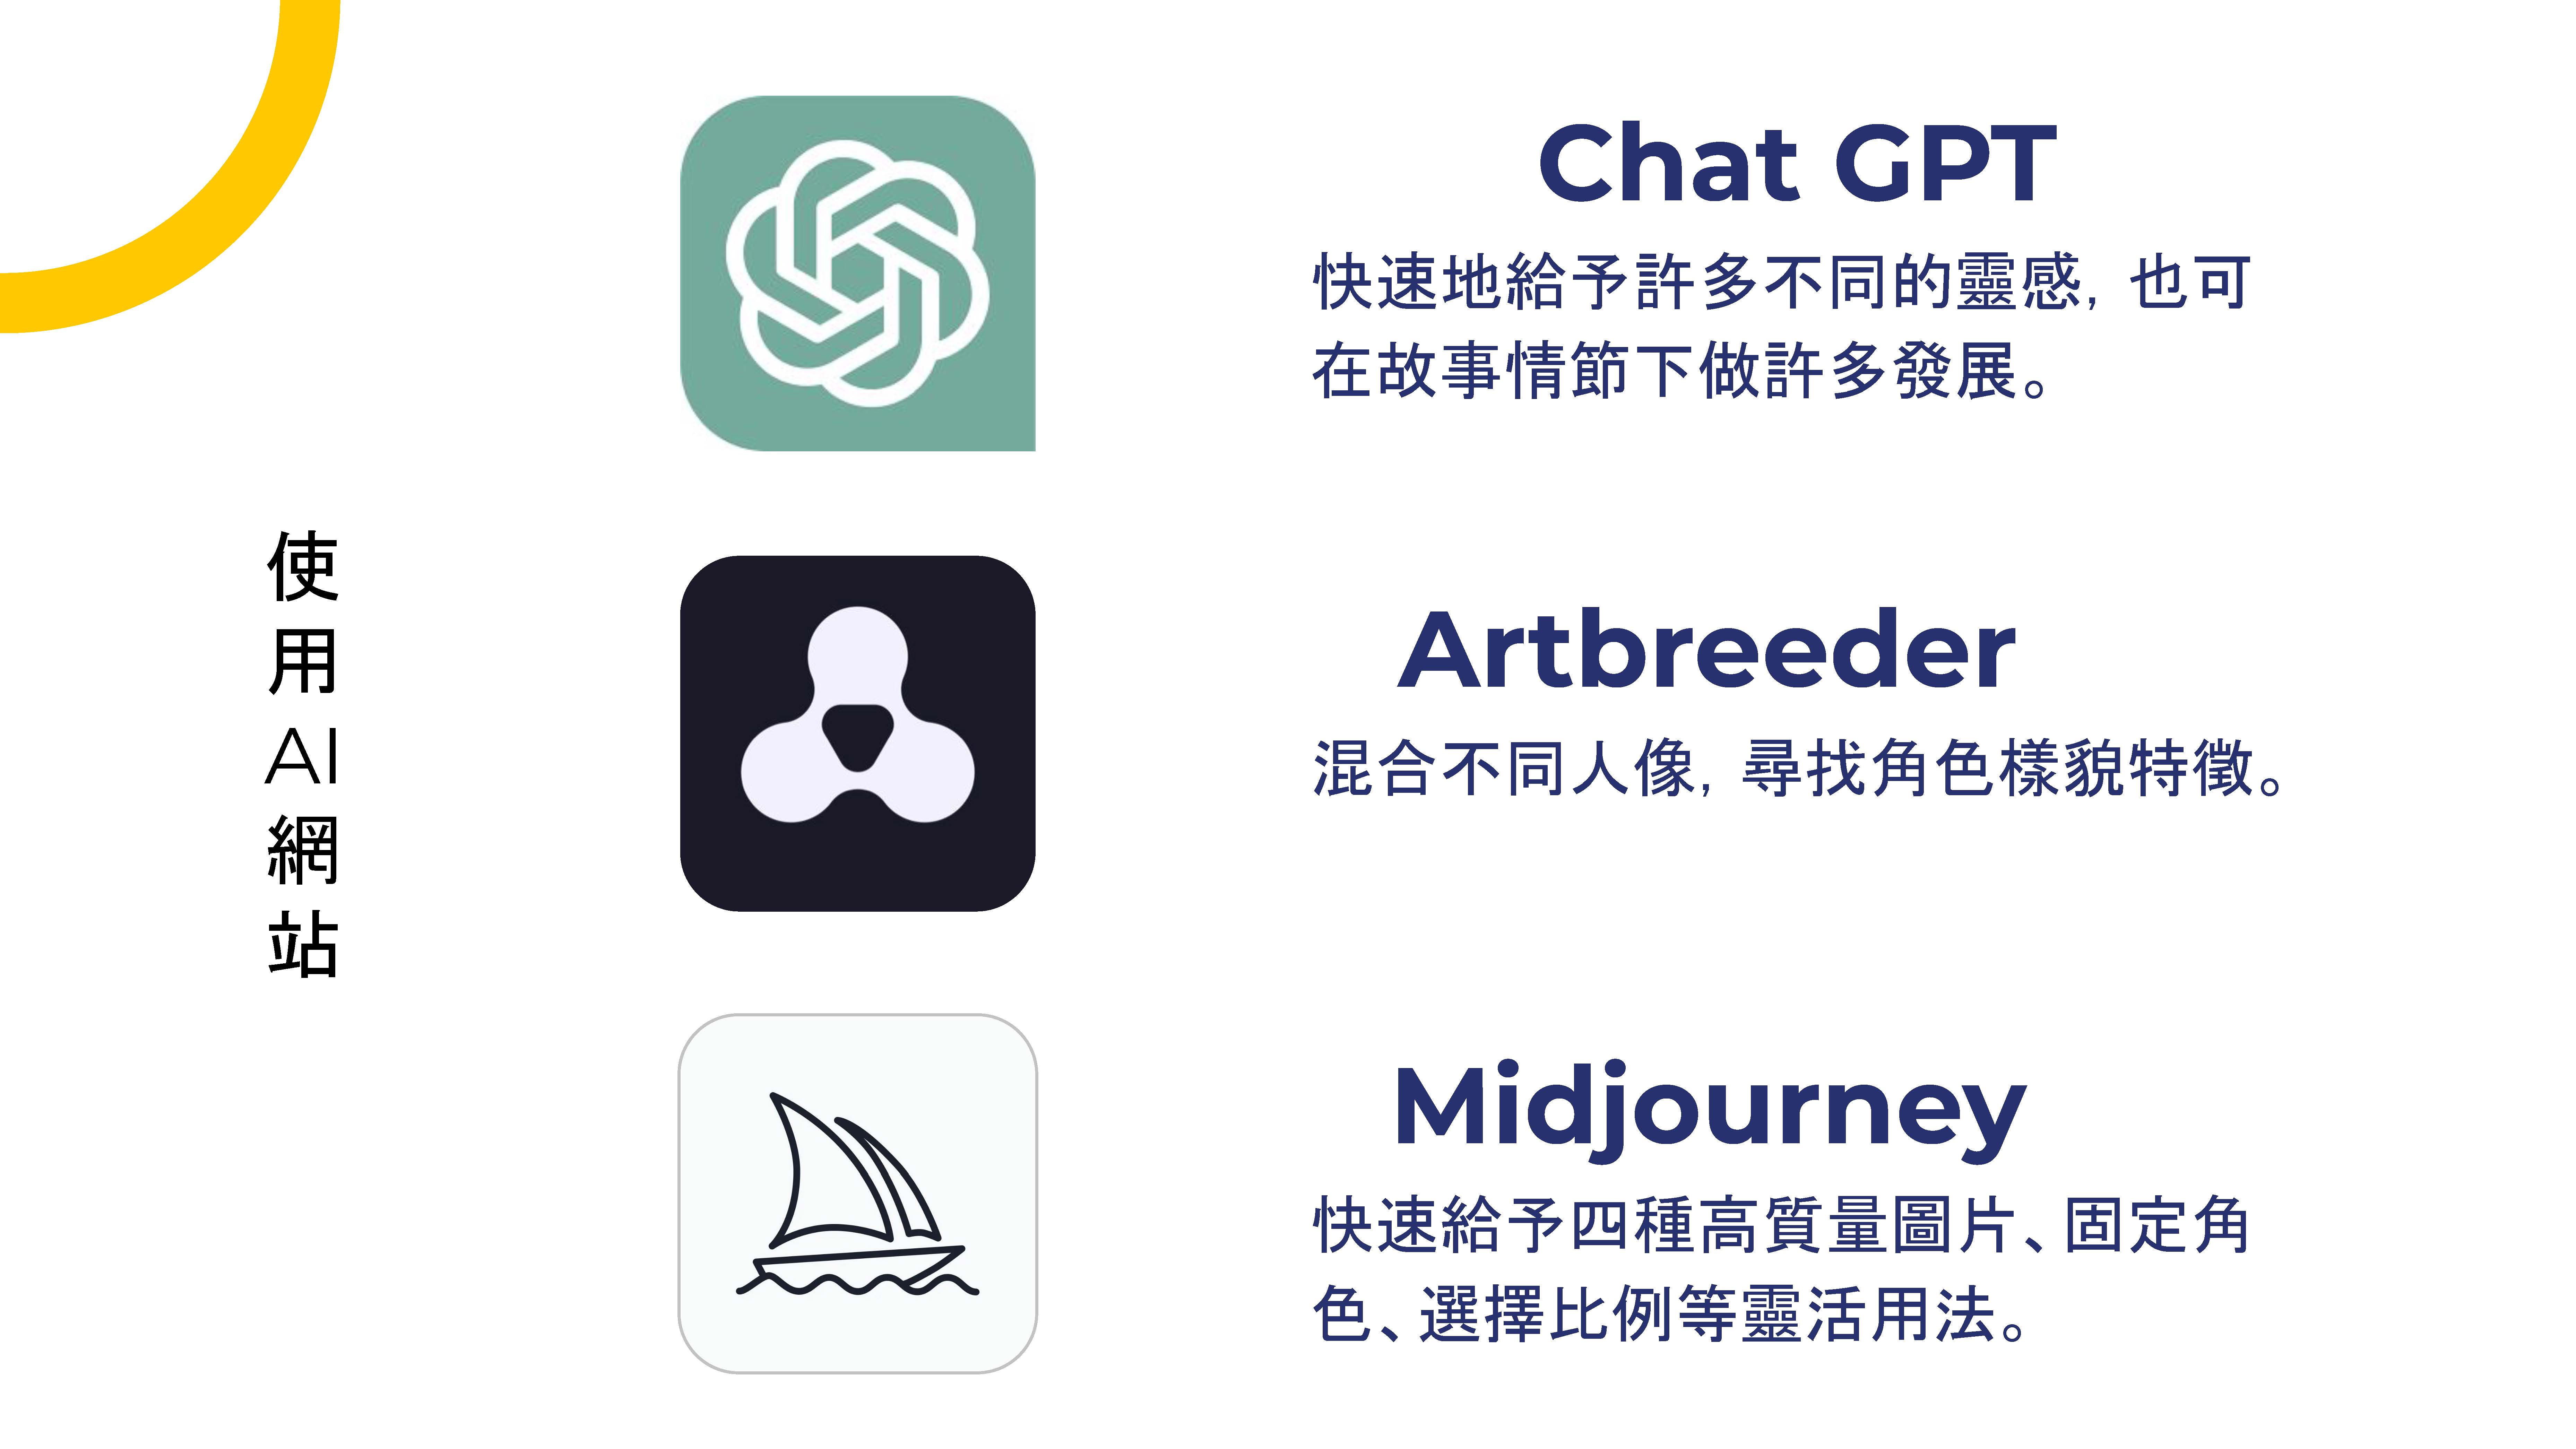 使用AI網站
Chat GPT
快速地給予許多不同的靈感，也可
在故事情節下做許多發展。
Artbreeder
混合不同人像，尋找角色樣貌特徵。
Midjourney
快速給予四種高質量圖片、固定角
色、選擇比例等靈活用法。